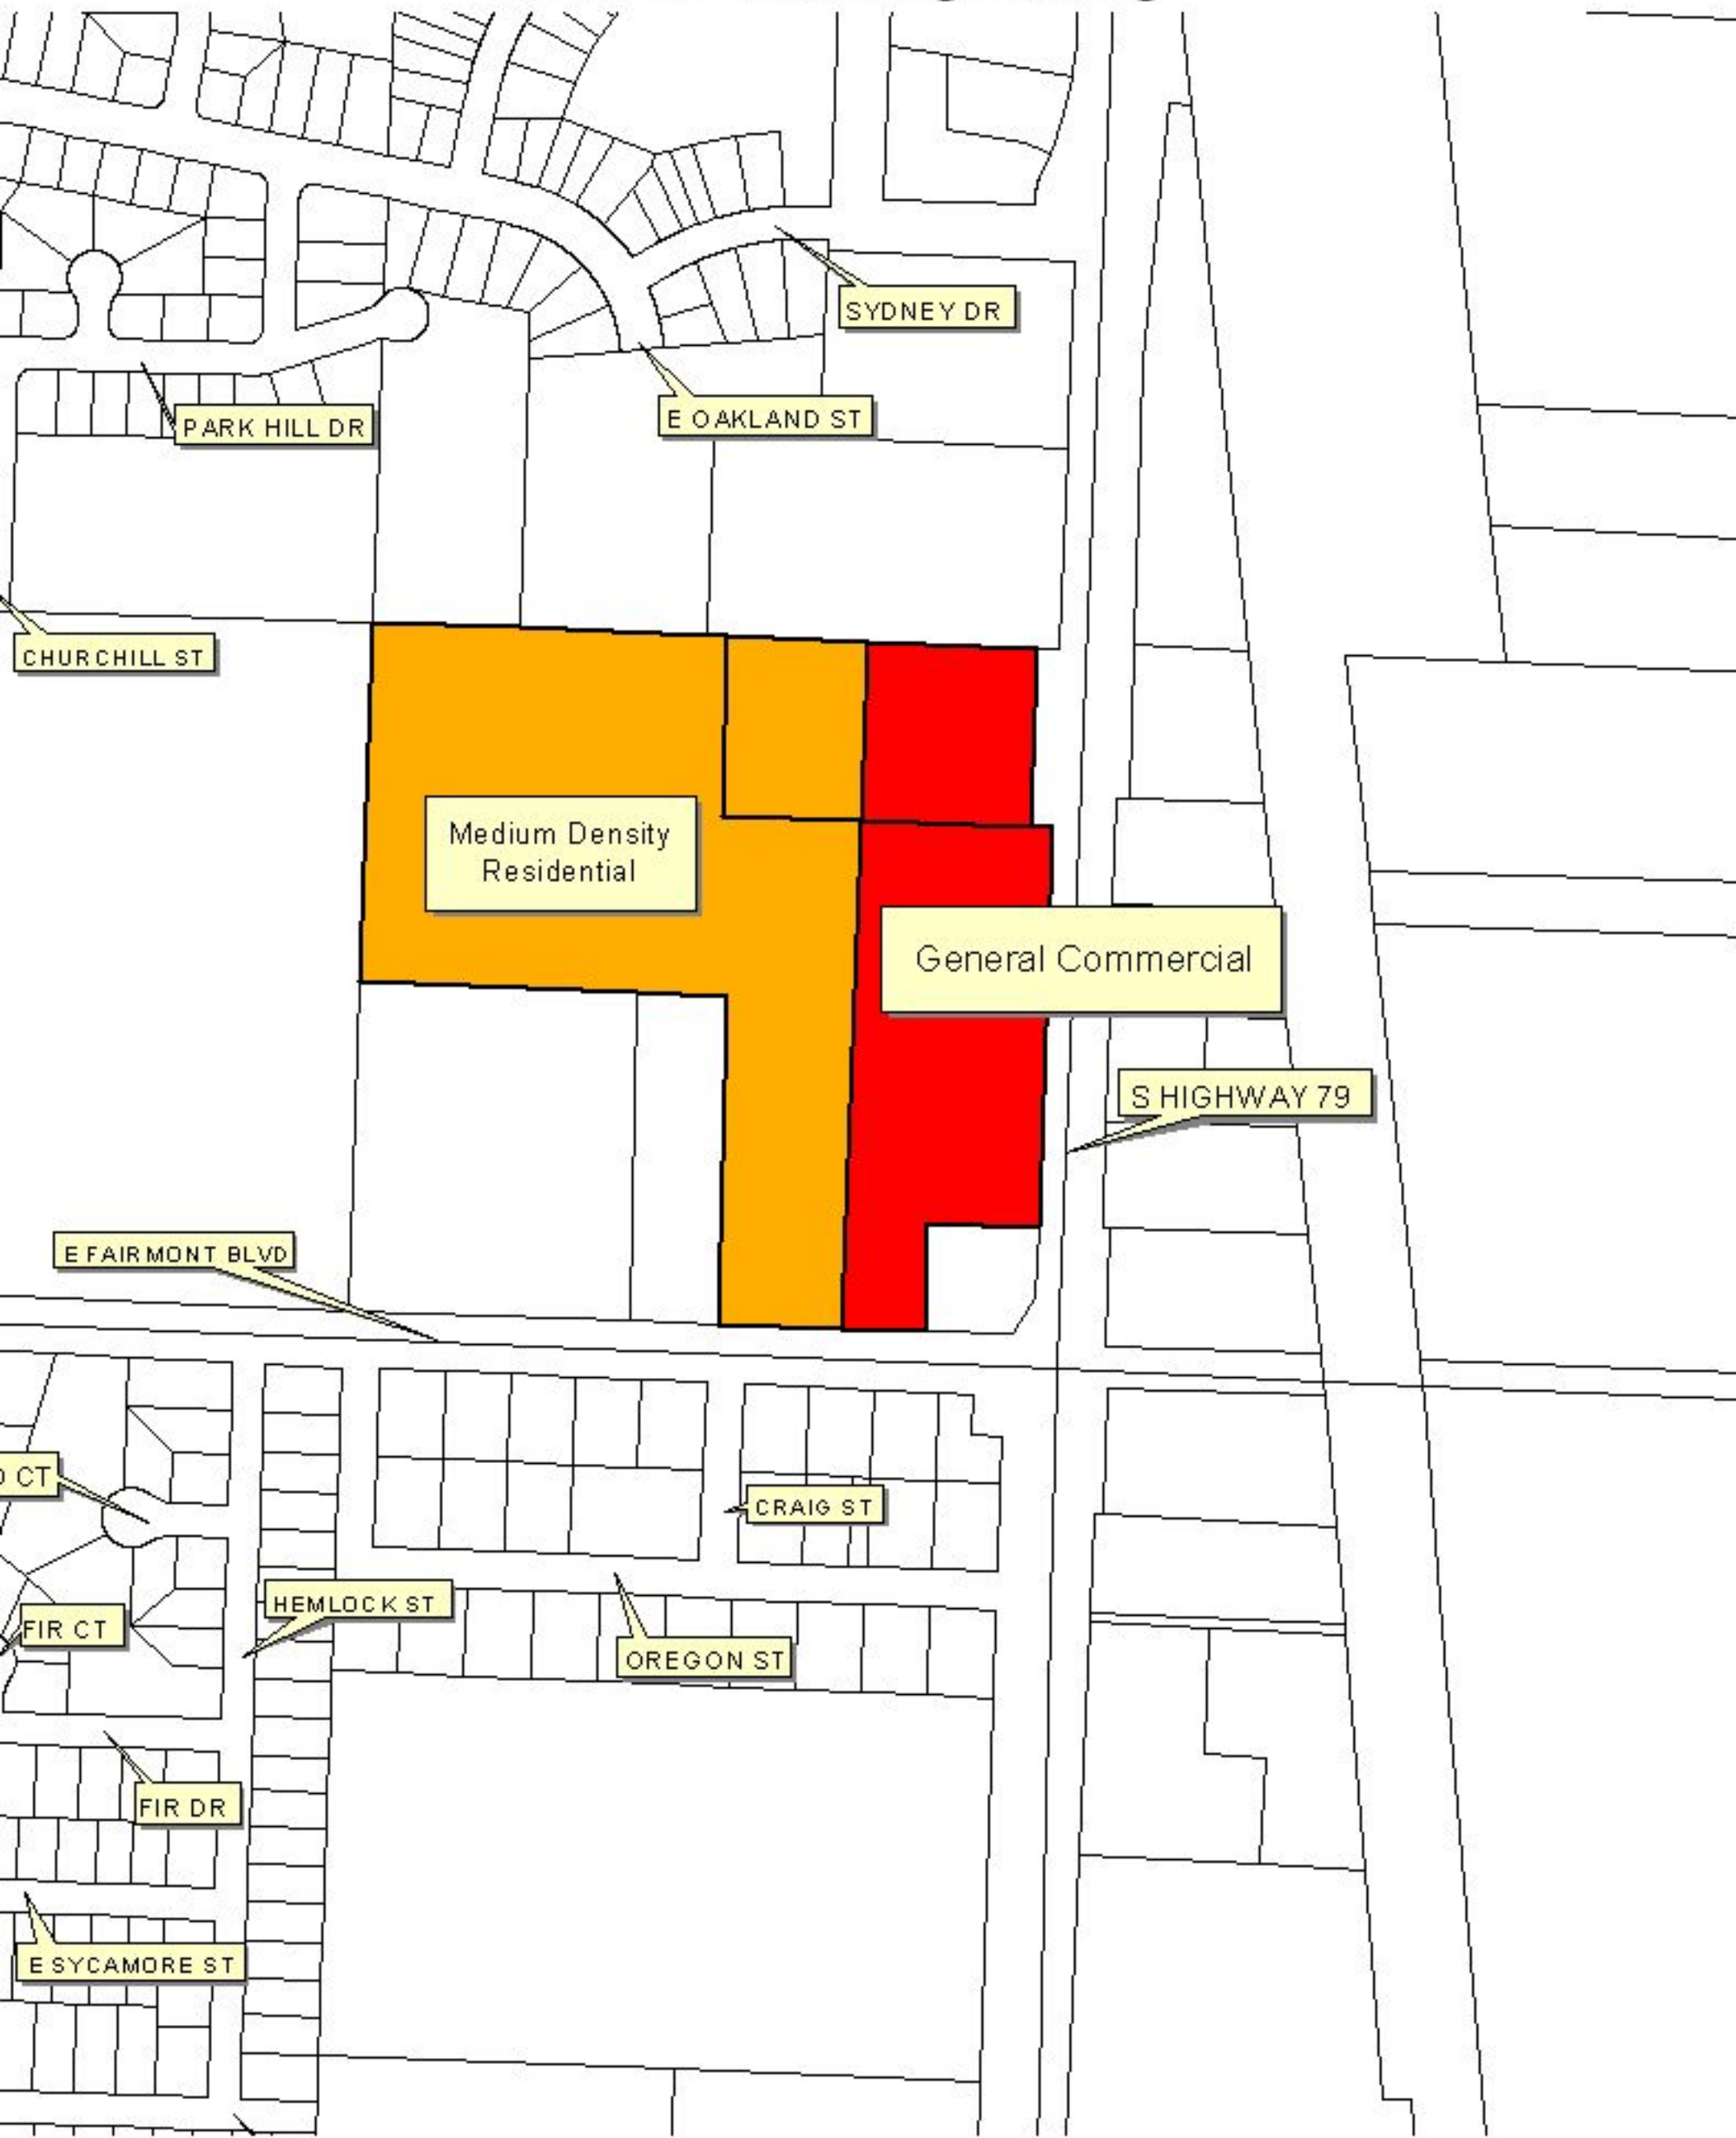 SYDNEY DR
E OAKLAND ST
PARK HILL DR
CHURCHILL ST
Medium Density
Residential
General Commercial
S HIGHWAY 79
E FAIRMONT BLVD
CT
CRAIG ST
HEMLOCK ST
FIR CT
OREGON ST
FIR DR
E SYCAMORE ST